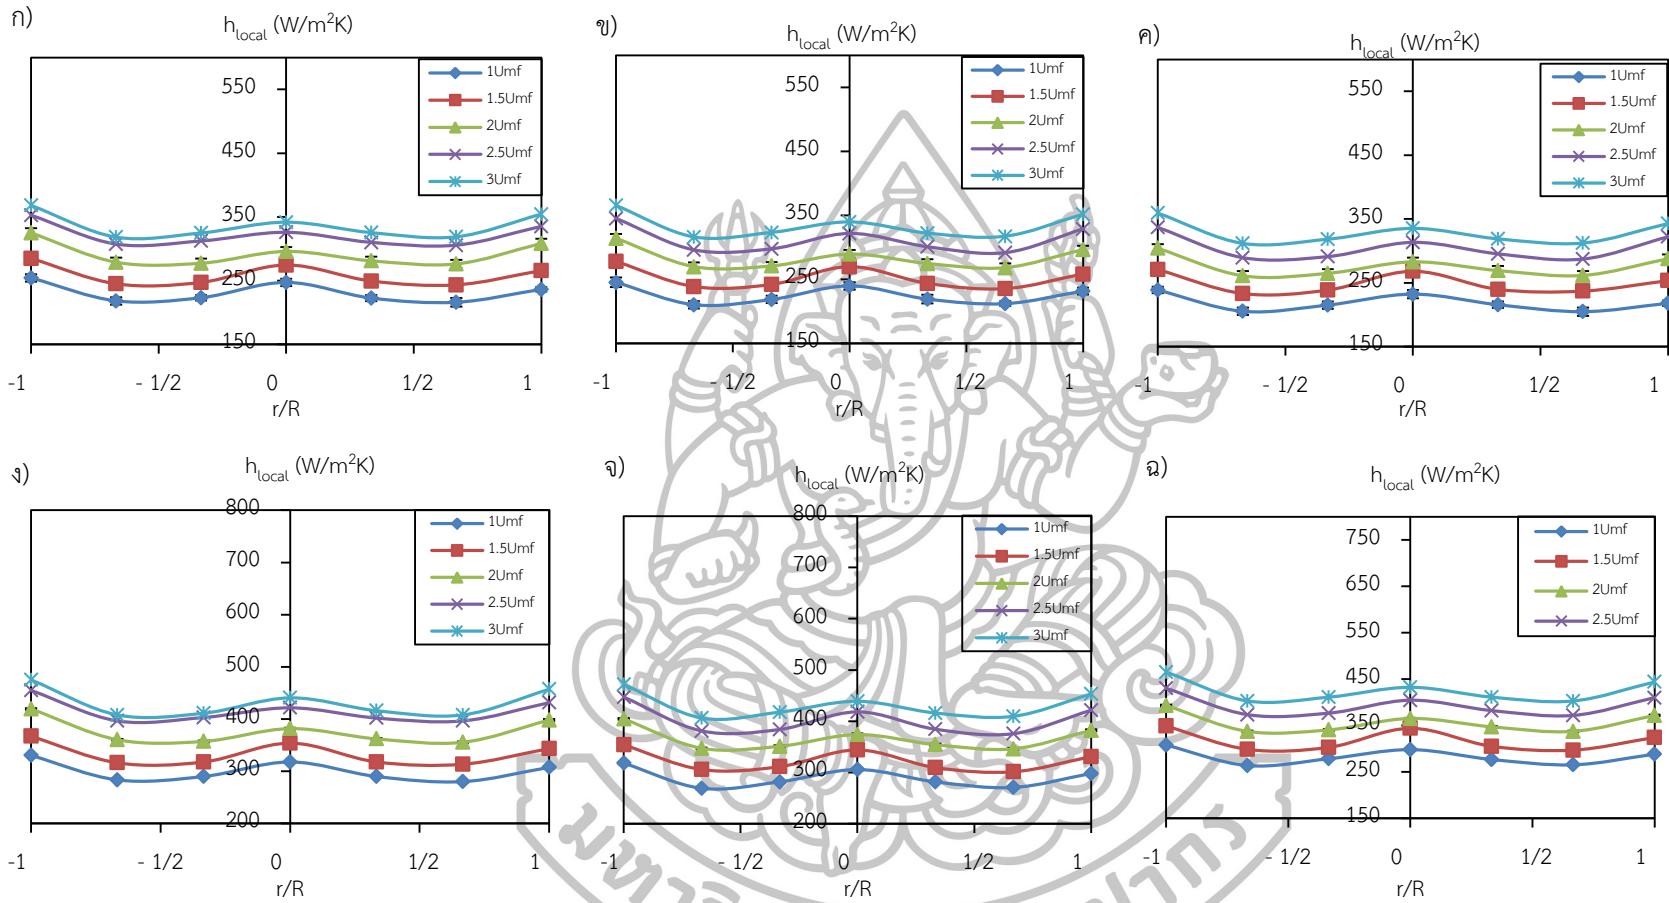 ก)
h_local (W/m²K)
550
450
350
250
150
-1
- 1/2
0
1/2
1
r/R
1Umf
1.5Umf
2Umf
2.5Umf
3Umf
ข)
h_local (W/m²K)
550
450
350
250
150
-1
- 1/2
0
1/2
1
r/R
1Umf
1.5Umf
2Umf
2.5Umf
3Umf
ค)
h_local (W/m²K)
550
450
350
250
150
-1
- 1/2
0
1/2
1
r/R
1Umf
1.5Umf
2Umf
2.5Umf
3Umf
ง)
h_local (W/m²K)
800
700
600
500
400
300
200
-1
- 1/2
0
1/2
1
r/R
1Umf
1.5Umf
2Umf
2.5Umf
3Umf
จ)
h_local (W/m²K)
800
700
600
500
400
300
200
-1
- 1/2
0
1/2
1
r/R
1Umf
1.5Umf
2Umf
2.5Umf
3Umf
ฉ)
h_local (W/m²K)
750
650
550
450
350
250
150
-1
- 1/2
0
1/2
1
r/R
1Umf
1.5Umf
2Umf
2.5Umf